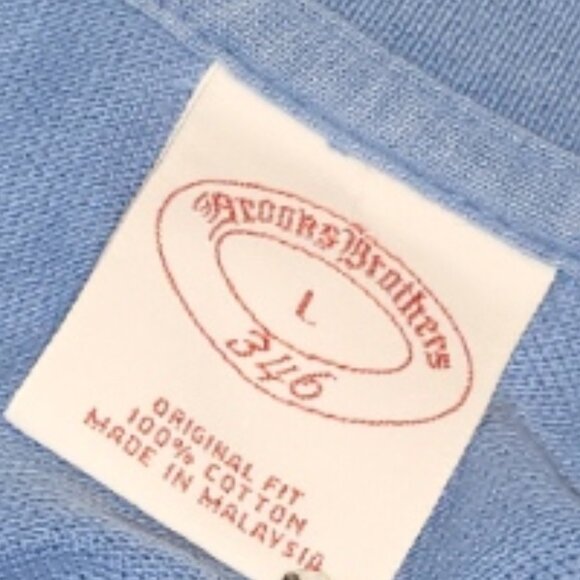 Brooks Brothers
L
346
ORIGINAL FIT
100% COTTON
MADE IN MALAYSIA